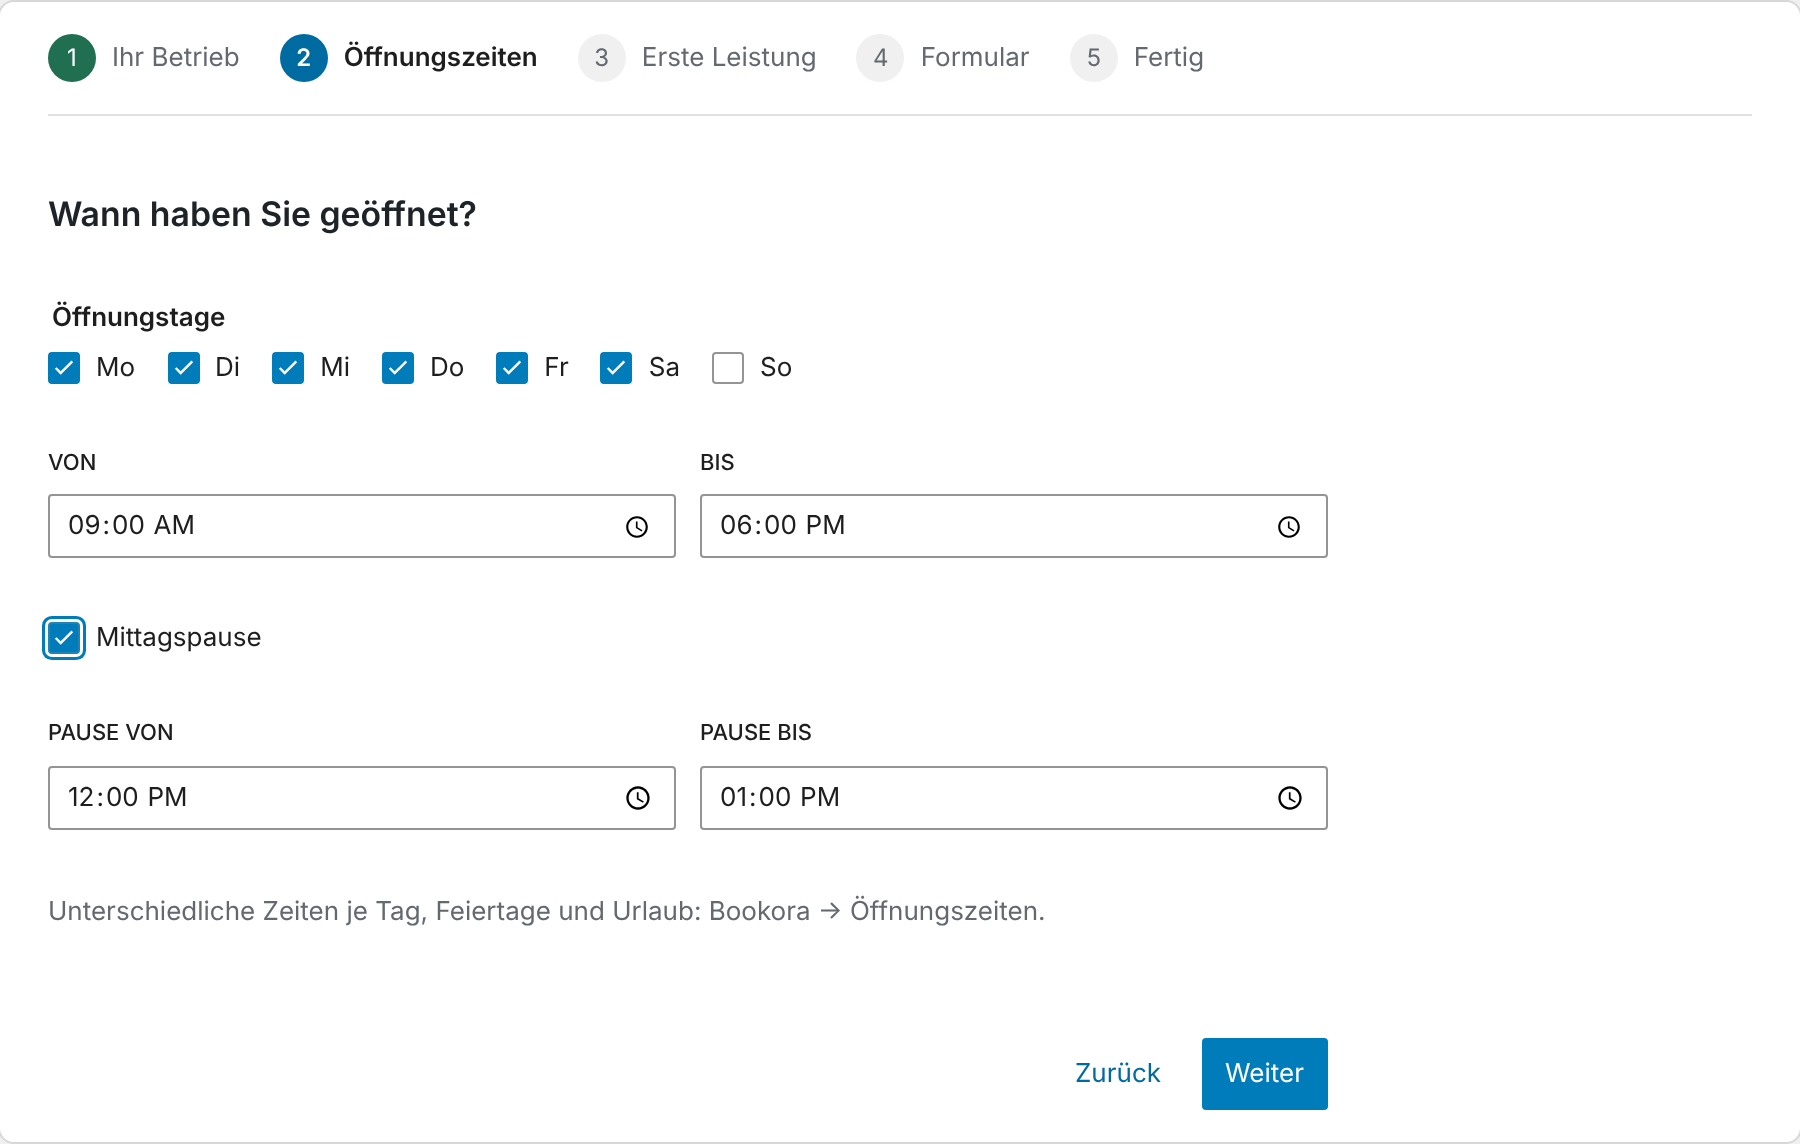 1 Ihr Betrieb 2 Öffnungszeiten 3 Erste Leistung 4 Formular 5 Fertig
Wann haben Sie geöffnet?
Öffnungstage
Mo Di Mi Do Fr Sa So
VON BIS
09:00 AM 06:00 PM
Mittagspause
PAUSE VON PAUSE BIS
12:00 PM 01:00 PM
Unterschiedliche Zeiten je Tag, Feiertage und Urlaub: Bookora → Öffnungszeiten.
Zurück Weiter